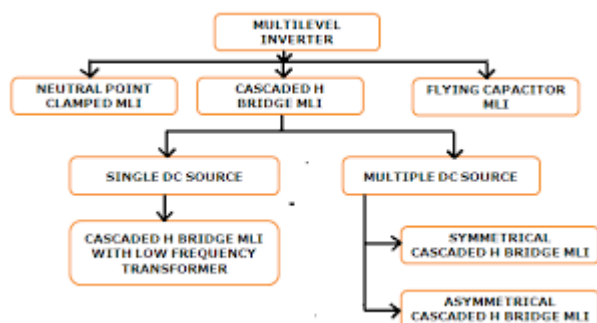 MULTILEVEL
INVERTER
NEUTRAL POINT
CLAMPED MLI
CASCADED H
BRIDGE MLI
FLYING CAPACITOR
MLI
SINGLE DC SOURCE
MULTIPLE DC SOURCE
CASCADED H BRIDGE MLI
WITH LOW FREQUENCY
TRANSFORMER
SYMMETRICAL
CASCADED H BRIDGE MLI
ASYMMETRICAL
CASCADED H BRIDGE MLI